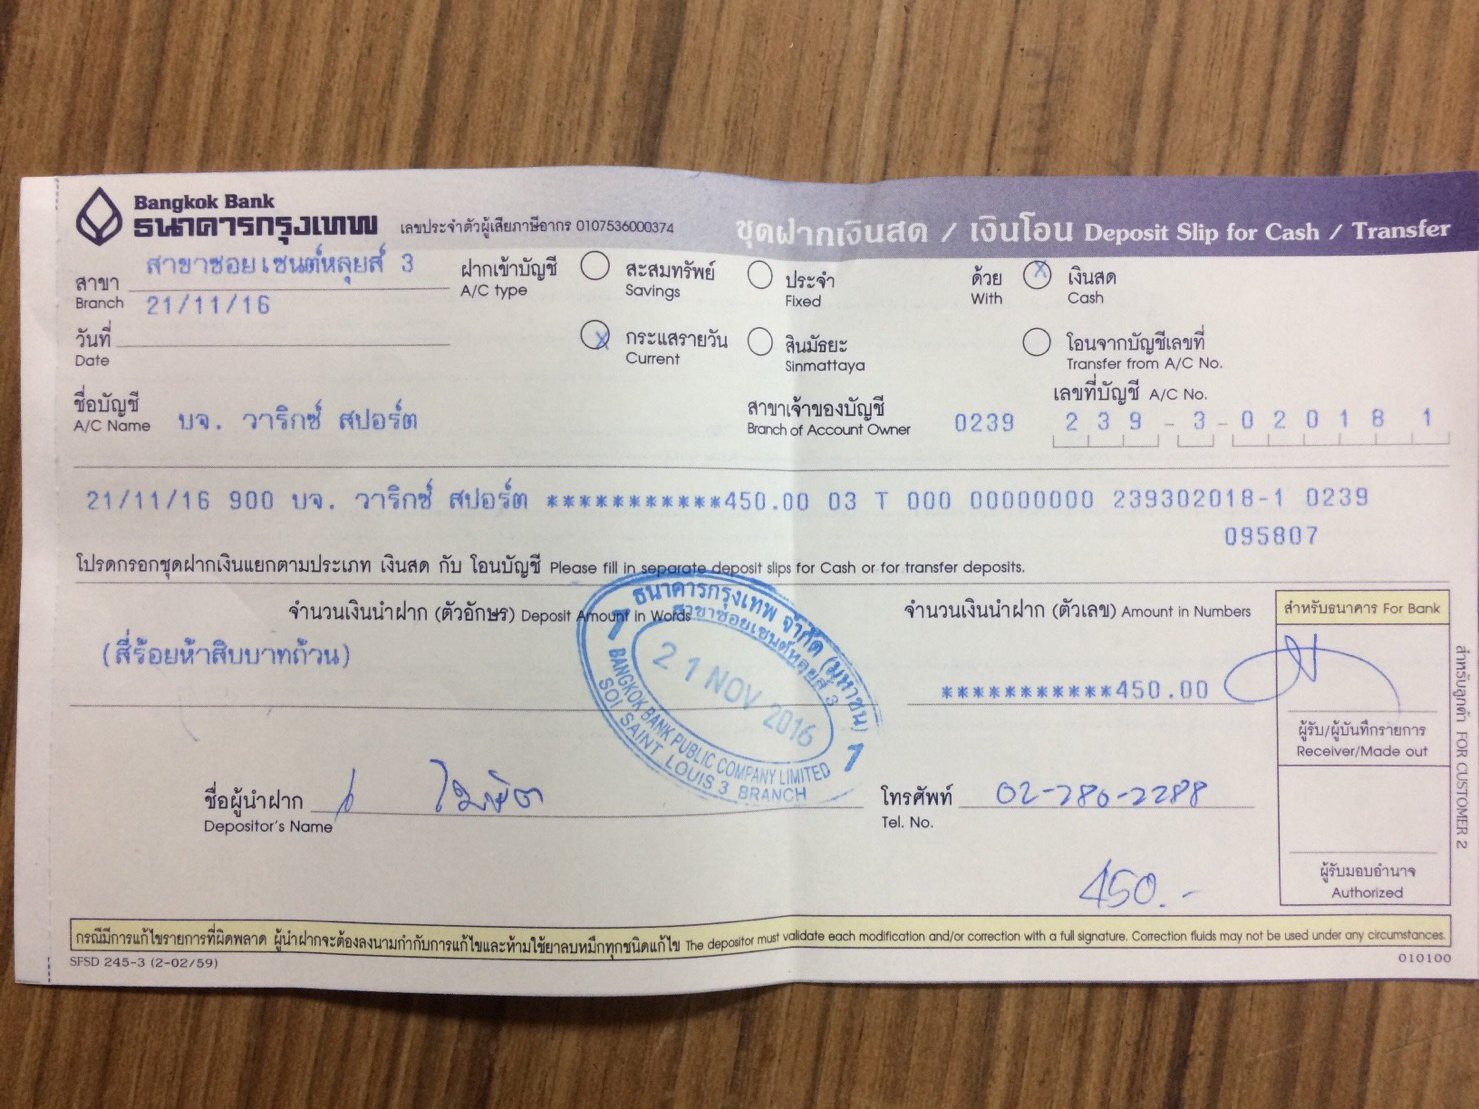 Bangkok Bank
ธนาคารกรุงเทพ เลขประจำตัวผู้เสียภาษีอากร 0107536000374 ชุดฝากเงินสด / เงินโอน Deposit Slip for Cash / Transfer
สาขา สาขาซอยเซนต์หลุยส์ 3 ฝากเข้าบัญชี สะสมทรัพย์ ประจำ ด้วย X เงินสด
Branch A/C type Savings Fixed With Cash
21/11/16
วันที่ X กระแสรายวัน สินมัธยะ โอนจากบัญชีเลขที่
Date Current Sinmattaya Transfer from A/C No.
ชื่อบัญชี บจ. วาริกซ์ สปอร์ต สาขาเจ้าของบัญชี เลขที่บัญชี A/C No.
A/C Name Branch of Account Owner 0239 239-3-02018 1
21/11/16 900 บจ. วาริกซ์ สปอร์ต ***********450.00 03 T 000 00000000 239302018-1 0239
095807
โปรดกรอกชุดฝากเงินแยกตามประเภท เงินสด กับ โอนบัญชี Please fill in separate deposit slips for Cash or for transfer deposits.
จำนวนเงินนำฝาก (ตัวอักษร) Deposit Amount in Words จำนวนเงินนำฝาก (ตัวเลข) Amount in Numbers สำหรับธนาคาร For Bank
(สี่ร้อยห้าสิบบาทถ้วน) ***********450.00
ธนาคารกรุงเทพ จำกัด (มหาชน)
สาขาซอยเซนต์หลุยส์ 3
1 21 NOV 2016 1
BANGKOK BANK PUBLIC COMPANY LIMITED
SOI SAINT LOUIS 3 BRANCH
ผู้รับ/ผู้บันทึกรายการ
Receiver/Made out
ชื่อผู้นำฝาก โทรศัพท์ 02-286-2288
Depositor's Name Tel. No.
450.-
ผู้รับมอบอำนาจ
Authorized
สำหรับลูกค้า FOR CUSTOMER 2
กรณีมีการแก้ไขรายการที่ผิดพลาด ผู้นำฝากจะต้องลงนามกำกับการแก้ไขและห้ามใช้ยาลบหมึกทุกชนิดแก้ไข The depositor must validate each modification and/or correction with a full signature. Correction fluids may not be used under any circumstances.
SFSD 245-3 (2-02/59) 010100